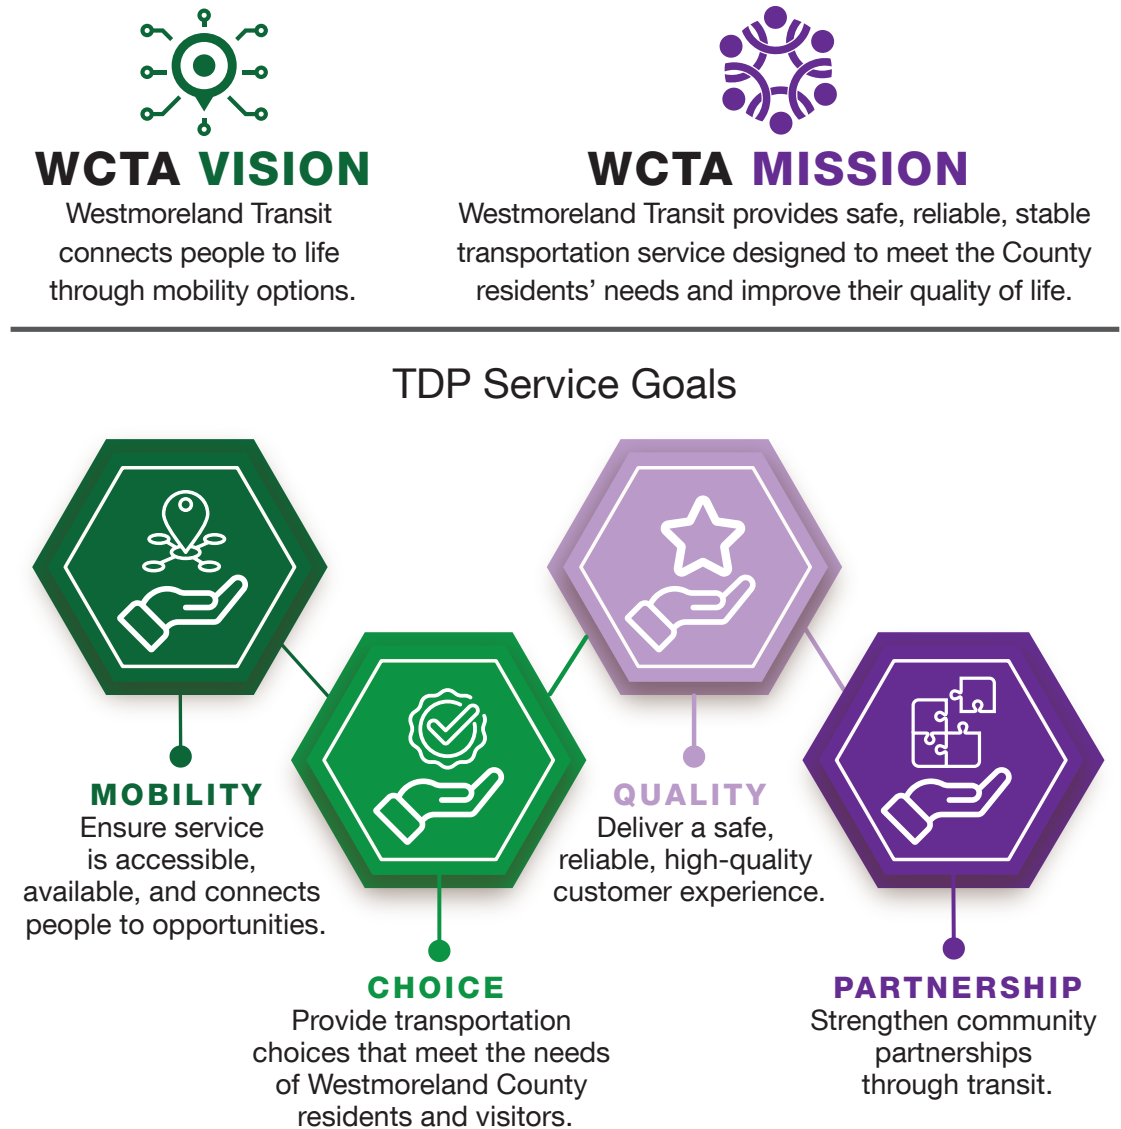 WCTA VISION
Westmoreland Transit
connects people to life
through mobility options.
WCTA MISSION
Westmoreland Transit provides safe, reliable, stable
transportation service designed to meet the County
residents’ needs and improve their quality of life.
TDP Service Goals
MOBILITY
Ensure service
is accessible,
available, and connects
people to opportunities.
CHOICE
Provide transportation
choices that meet the needs
of Westmoreland County
residents and visitors.
QUALITY
Deliver a safe,
reliable, high-quality
customer experience.
PARTNERSHIP
Strengthen community
partnerships
through transit.